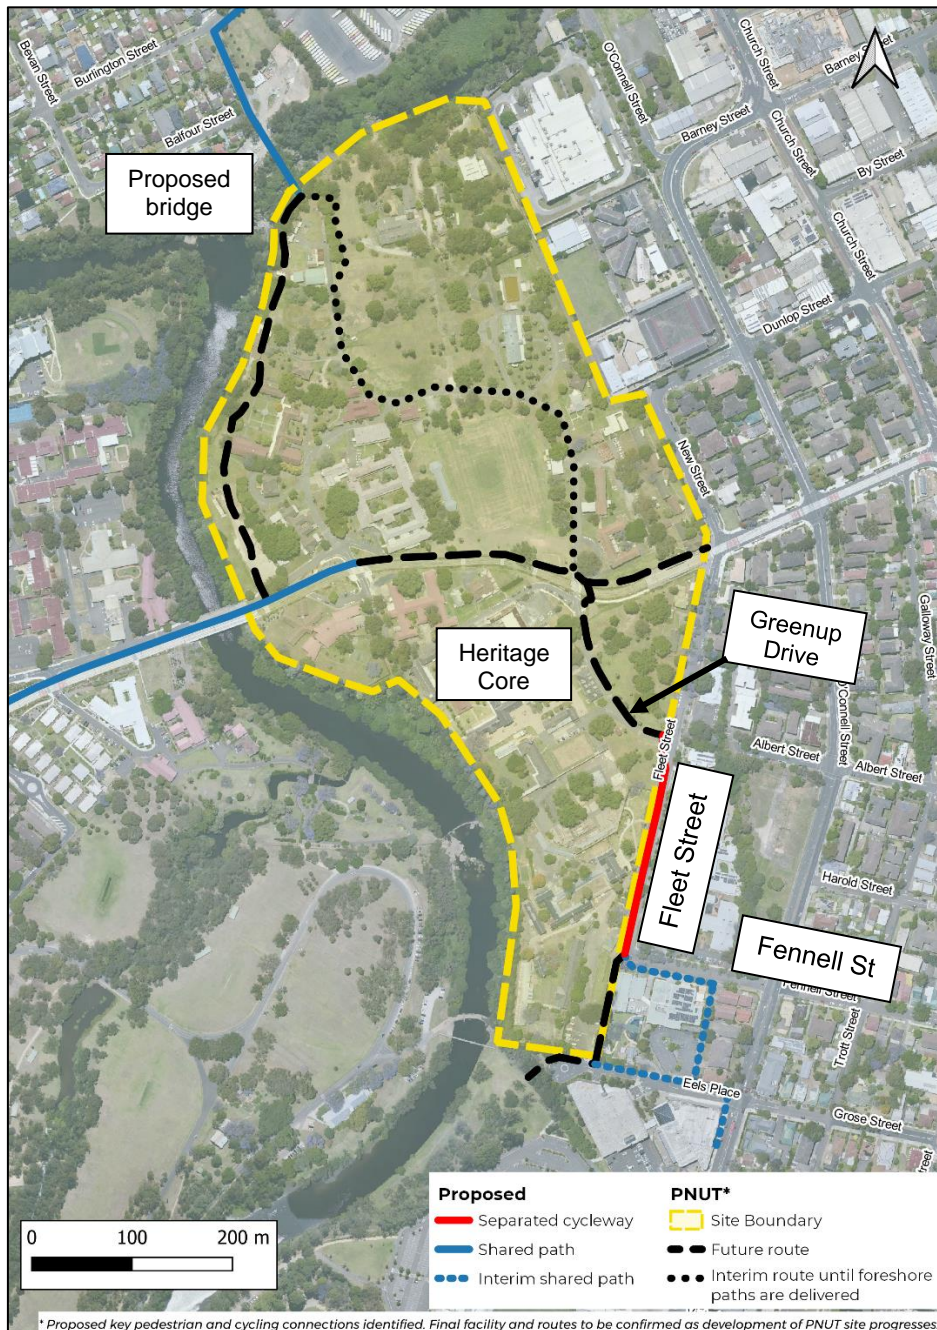 Bevan Street
Burlington Street
Balfour Street
O'Connell Street
Church Street
Barney Street
Barney Street
Church Street
By Street
Church Street
Dunlop Street
Proposed
bridge
New Street
Galloway Street
Greenup
Drive
Heritage
Core
O'Connell Street
Albert Street
Albert Street
Fleet Street
Fleet Street
Harold Street
Fennell St
Fennell Street
Trott Street
Eels Place
Grose Street
Street
Proposed
Separated cycleway
Shared path
Interim shared path
PNUT*
Site Boundary
Future route
Interim route until foreshore
paths are delivered
0 100 200 m
* Proposed key pedestrian and cycling connections identified. Final facility and routes to be confirmed as development of PNUT site progresses.